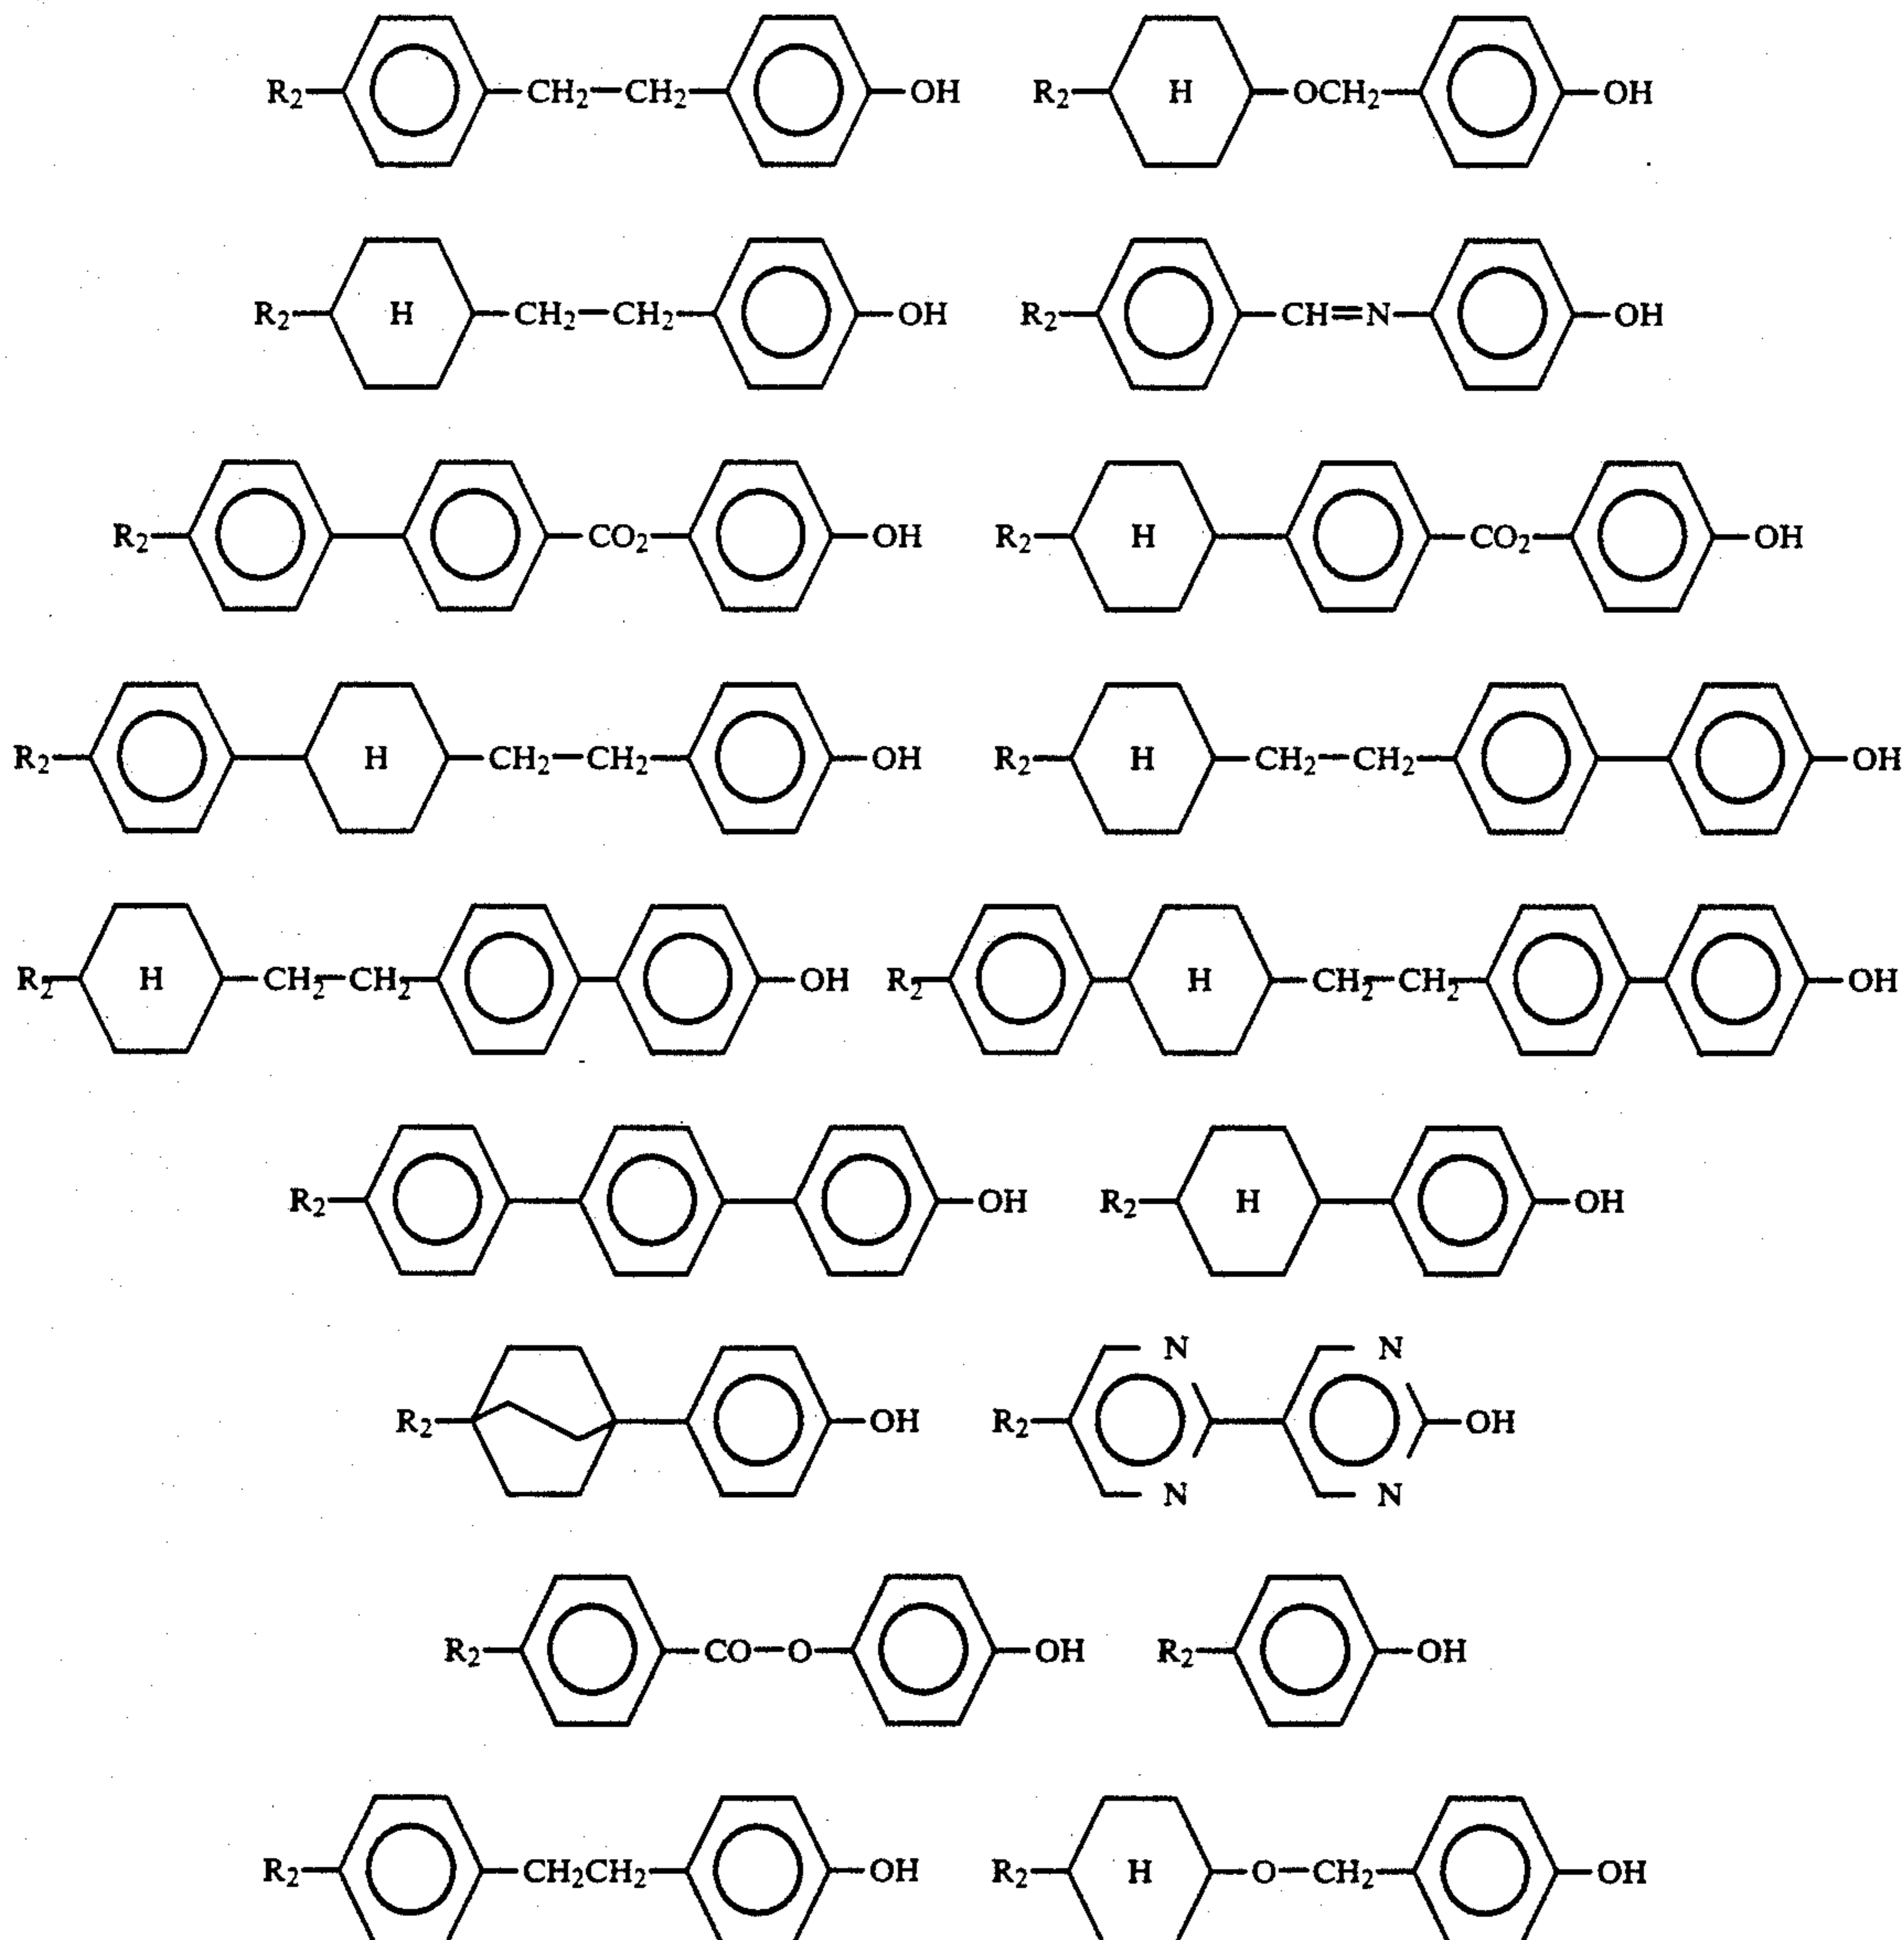 R₂ CH₂ CH₂ OH R₂ H OCH₂ OH
R₂ H CH₂ CH₂ OH R₂ CH=N OH
R₂ CO₂ OH R₂ H CO₂ OH
R₂ H CH₂ CH₂ OH R₂ H CH₂ CH₂ OH
R₂ H CH₂ CH₂ OH R₂ H CH₂ CH₂ OH
R₂ OH R₂ H OH
N N
R₂ OH R₂ OH
N N
R₂ CO O OH R₂ OH
R₂ CH₂CH₂ OH R₂ H O CH₂ OH